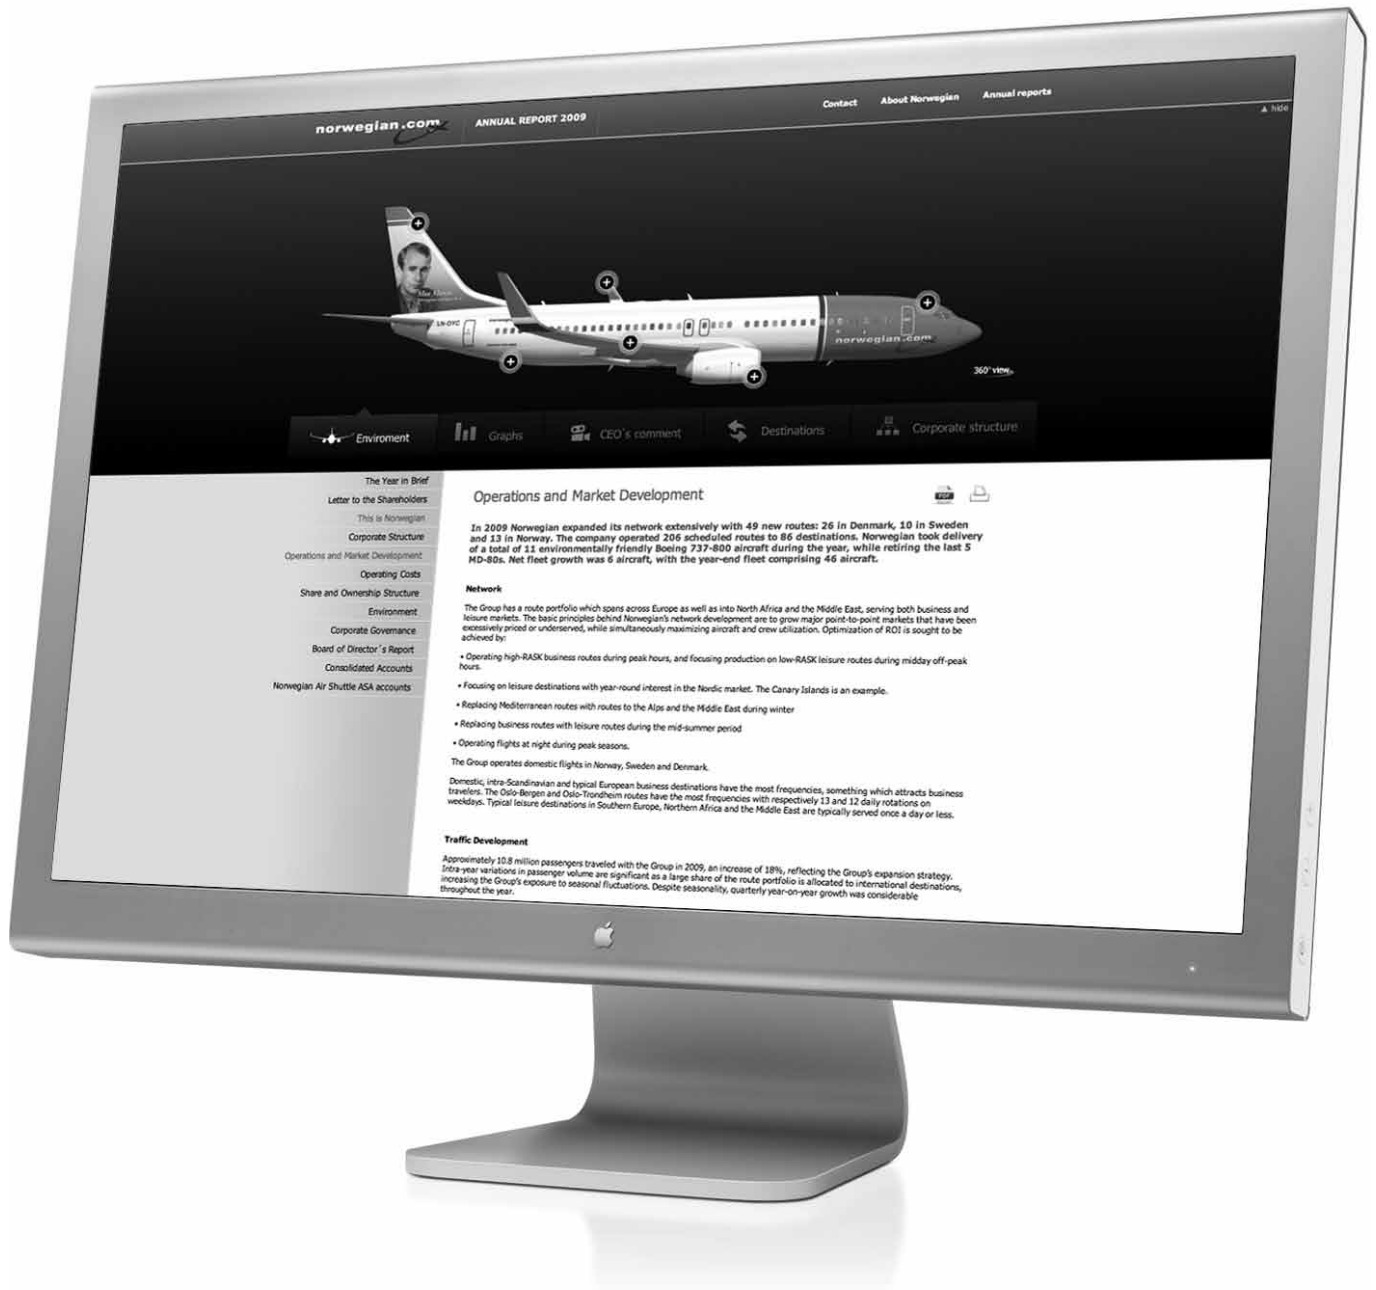 norwegian.com
ANNUAL REPORT 2009
Contact
About Norwegian
Annual reports
hide
LN-DYC
norwegian.com
360° view
Enviroment
Graphs
CEO´s comment
Destinations
Corporate structure
The Year in Brief
Letter to the Shareholders
This is Norwegian
Corporate Structure
Operations and Market Development
Operating Costs
Share and Ownership Structure
Environment
Corporate Governance
Board of Director´s Report
Consolidated Accounts
Norwegian Air Shuttle ASA accounts
Operations and Market Development
PDF
In 2009 Norwegian expanded its network extensively with 49 new routes: 26 in Denmark, 10 in Sweden
and 13 in Norway. The company operated 206 scheduled routes to 86 destinations. Norwegian took delivery
of a total of 11 environmentally friendly Boeing 737-800 aircraft during the year, while retiring the last 5
MD-80s. Net fleet growth was 6 aircraft, with the year-end fleet comprising 46 aircraft.
Network
The Group has a route portfolio which spans across Europe as well as into North Africa and the Middle East, serving both business and
leisure markets. The basic principles behind Norwegian's network development are to grow major point-to-point markets that have been
excessively priced or underserved, while simultaneously maximizing aircraft and crew utilization. Optimization of ROI is sought to be
achieved by:
• Operating high-RASK business routes during peak hours, and focusing production on low-RASK leisure routes during midday off-peak
hours.
• Focusing on leisure destinations with year-round interest in the Nordic market. The Canary Islands is an example.
• Replacing Mediterranean routes with routes to the Alps and the Middle East during winter
• Replacing business routes with leisure routes during the mid-summer period
• Operating flights at night during peak seasons.
The Group operates domestic flights in Norway, Sweden and Denmark.
Domestic, intra-Scandinavian and typical European business destinations have the most frequencies, something which attracts business
travelers. The Oslo-Bergen and Oslo-Trondheim routes have the most frequencies with respectively 13 and 12 daily rotations on
weekdays. Typical leisure destinations in Southern Europe, Northern Africa and the Middle East are typically served once a day or less.
Traffic Development
Approximately 10.8 million passengers traveled with the Group in 2009, an increase of 18%, reflecting the Group's expansion strategy.
Intra-year variations in passenger volume are significant as a large share of the route portfolio is allocated to international destinations,
increasing the Group's exposure to seasonal fluctuations. Despite seasonality, quarterly year-on-year growth was considerable
throughout the year.